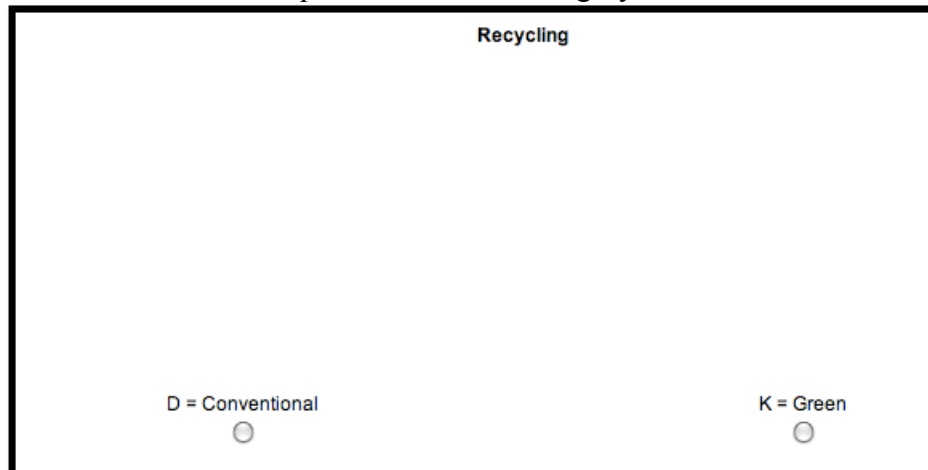 Recycling
D = Conventional
K = Green